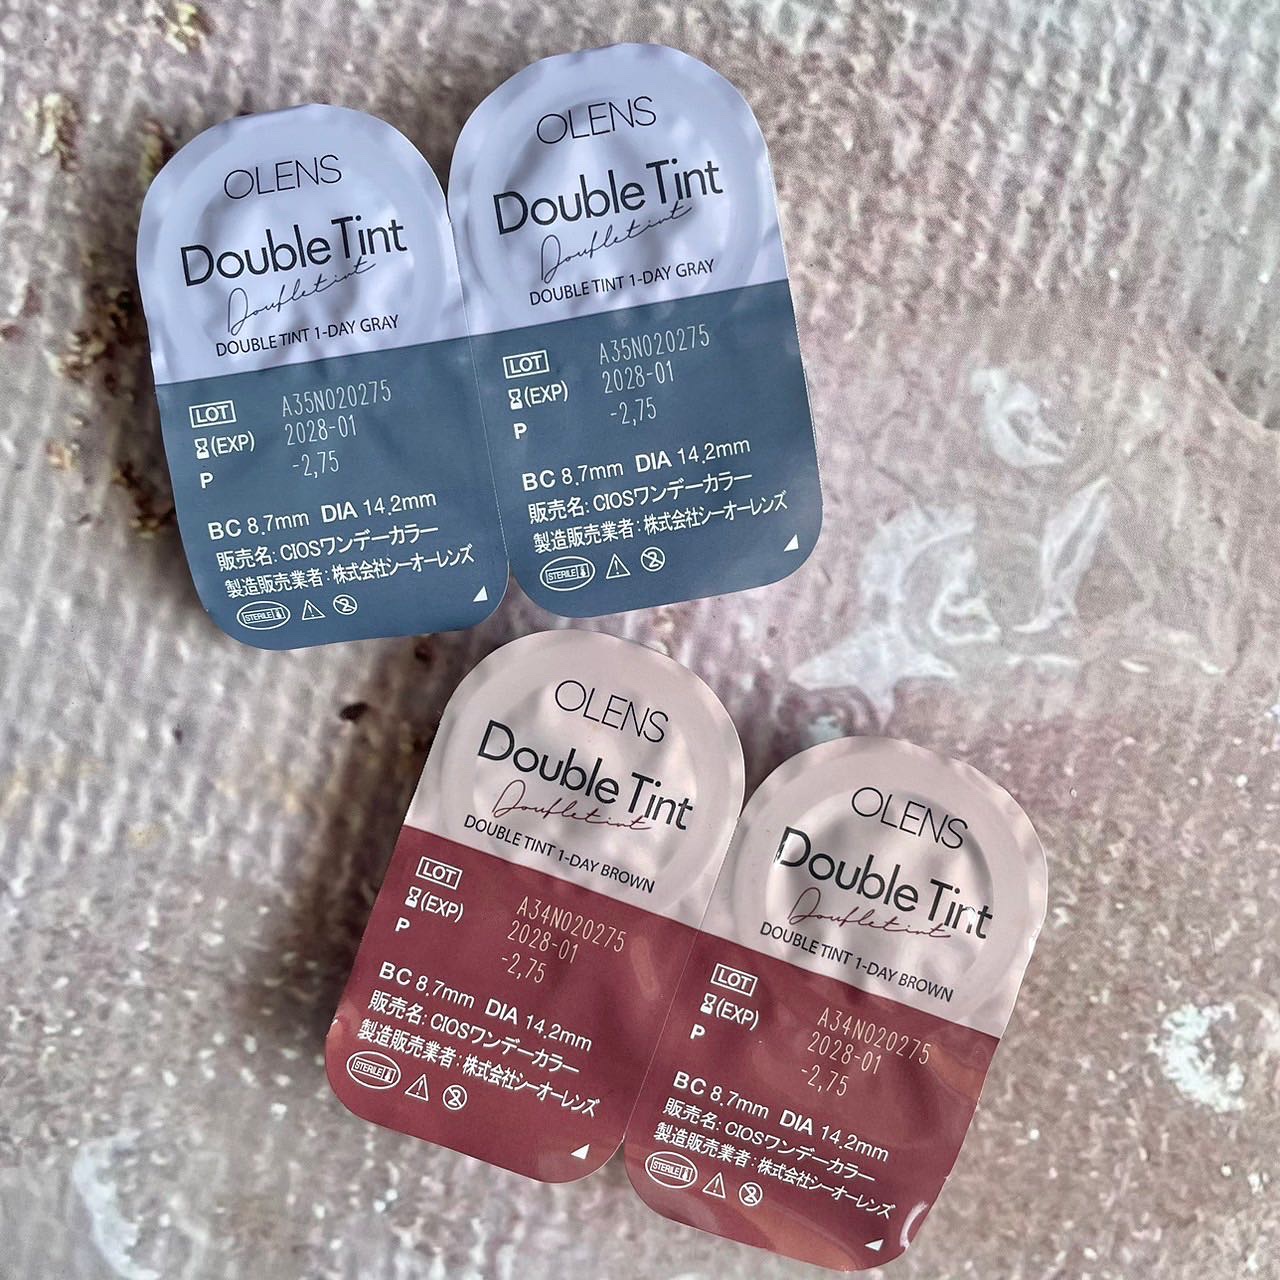 OLENS
Double Tint
Doubletint
DOUBLE TINT 1-DAY GRAY
LOT A35N020275
(EXP) 2028-01
P -2,75
BC 8.7mm DIA 14.2mm
販売名: CIOSワンデーカラー
製造販売業者: 株式会社シーオーレンズ
STERILE
2
OLENS
Double Tint
Doubletint
DOUBLE TINT 1-DAY GRAY
LOT A35N020275
(EXP) 2028-01
P -2,75
BC 8.7mm DIA 14.2mm
販売名: CIOSワンデーカラー
製造販売業者: 株式会社シーオーレンズ
STERILE
2
OLENS
Double Tint
Doubletint
DOUBLE TINT 1-DAY BROWN
LOT A34N020275
(EXP) 2028-01
P -2,75
BC 8.7mm DIA 14.2mm
販売名: CIOSワンデーカラー
製造販売業者: 株式会社シーオーレンズ
STERILE
2
OLENS
Double Tint
Doubletint
DOUBLE TINT 1-DAY BROWN
LOT A34N020275
(EXP) 2028-01
P -2,75
BC 8.7mm DIA 14.2mm
販売名: CIOSワンデーカラー
製造販売業者: 株式会社シーオーレンズ
STERILE
2